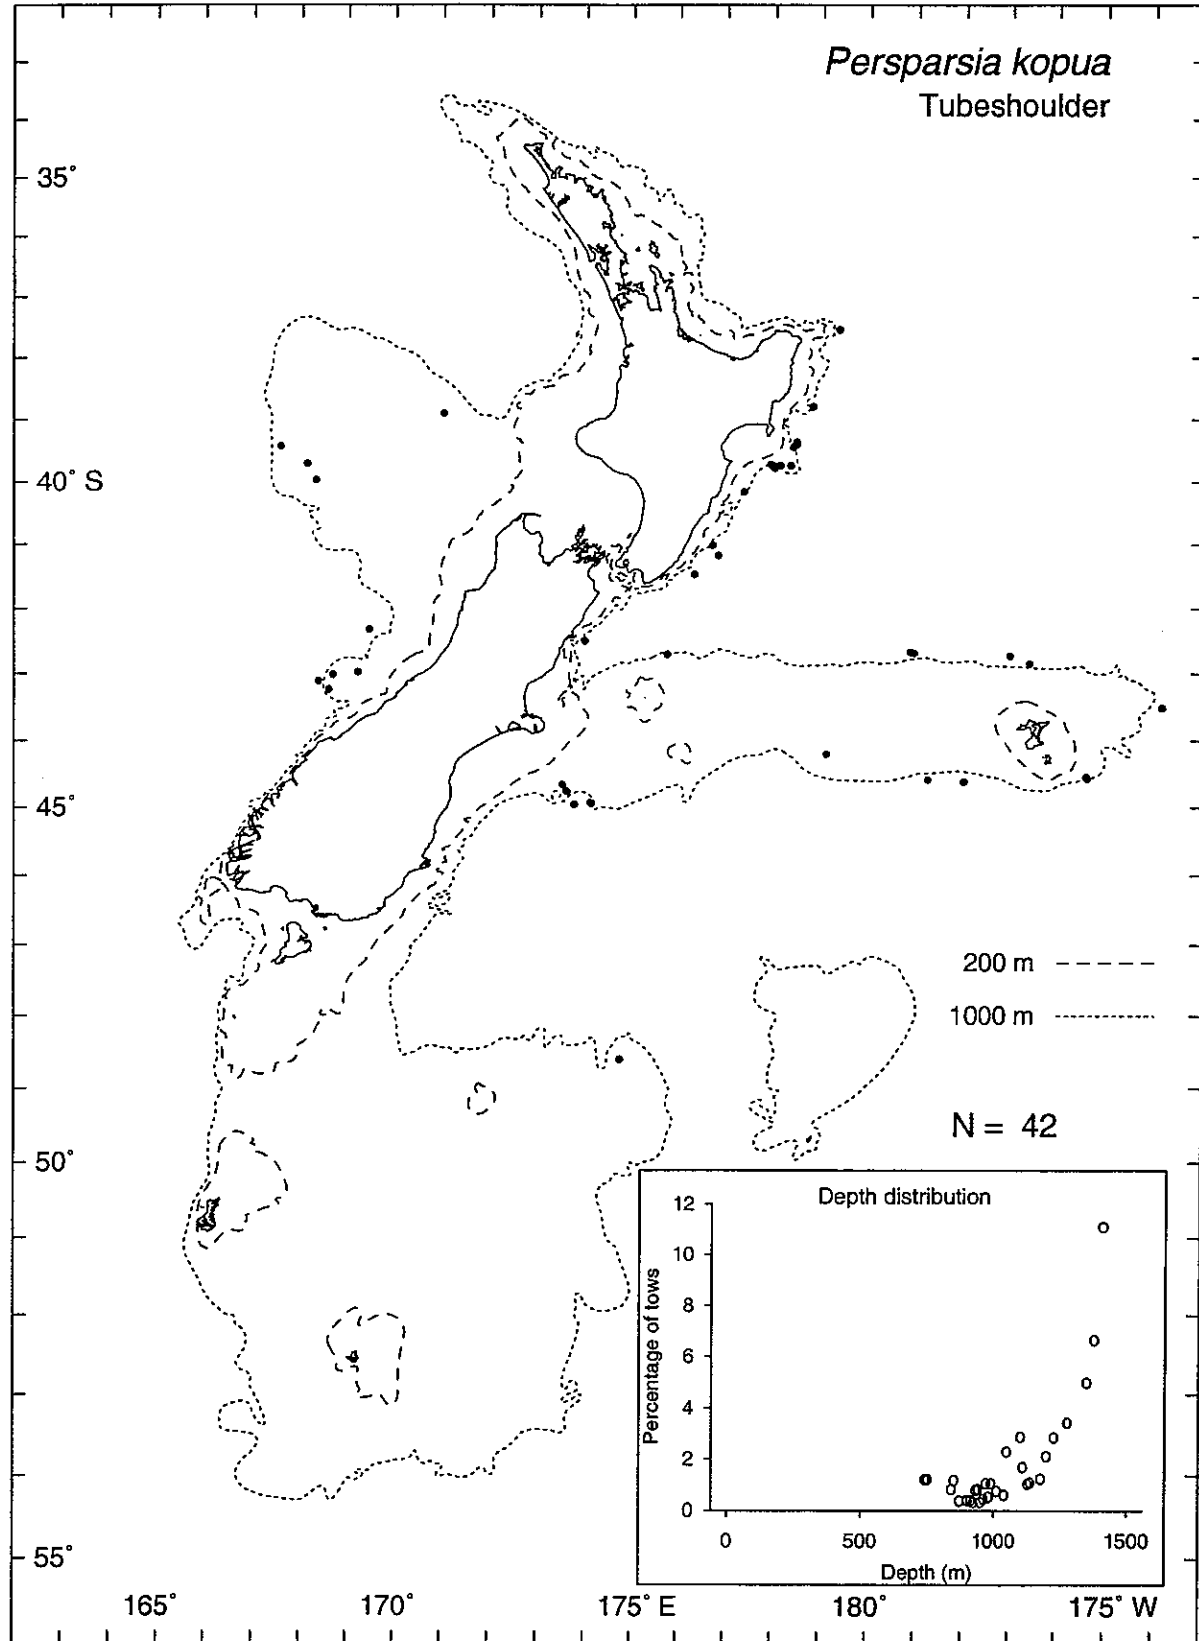 Persparsia kopua
Tubeshoulder
35°
40° S
45°
50°
55°
200 m
1000 m
N = 42
Depth distribution
Percentage of tows
12
10
8
6
4
2
0
0 500 1000 1500
Depth (m)
165° 170° 175° E 180° 175° W